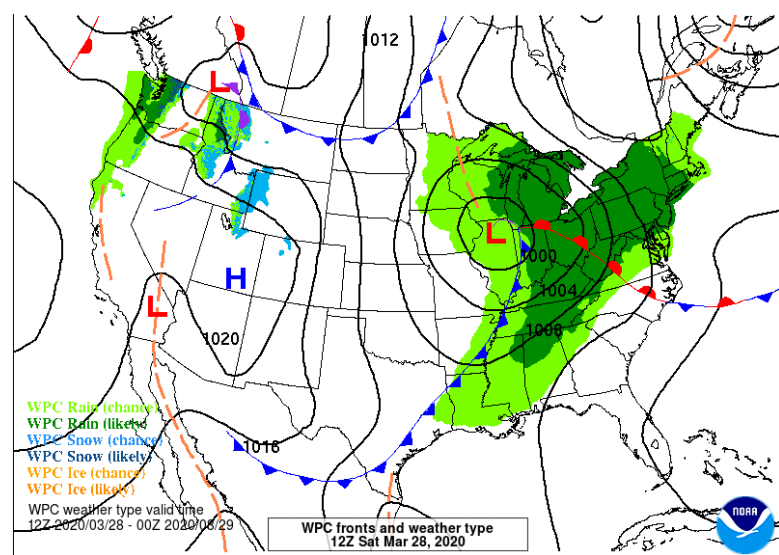 1012
L
L
1000
H
1004
L
1008
1020
WPC Rain (chance)
WPC Rain (likely)
WPC Snow (chance)
1016
WPC Snow (likely)
WPC Ice (chance)
WPC Ice (likely)
WPC weather type valid time
12Z 2020/03/28 - 00Z 2020/03/29
WPC fronts and weather type
12Z Sat Mar 28, 2020
NOAA